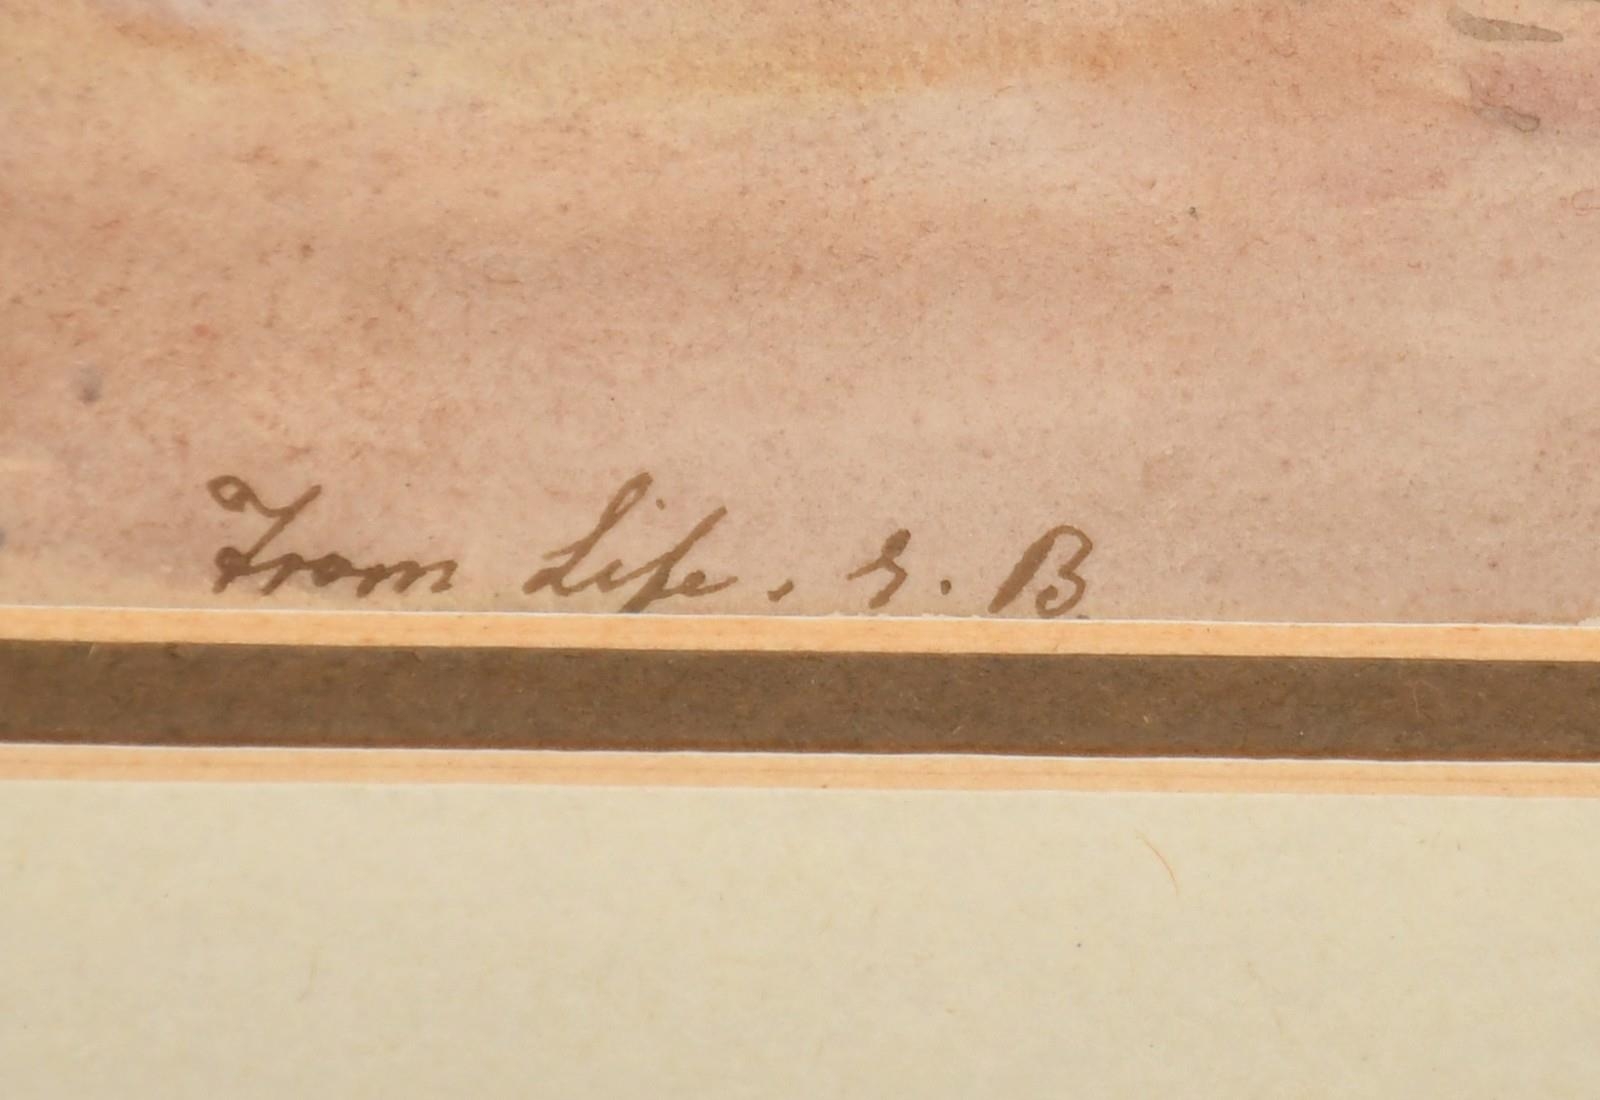 From Life. G. B